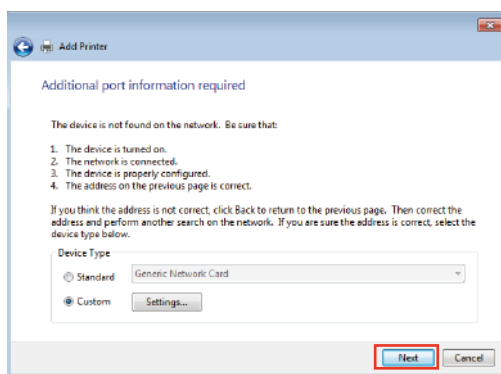 Add Printer
Additional port information required
The device is not found on the network. Be sure that:
1. The device is turned on.
2. The network is connected.
3. The device is properly configured.
4. The address on the previous page is correct.
If you think the address is not correct, click Back to return to the previous page. Then correct the
address and perform another search on the network. If you are sure the address is correct, select the
device type below.
Device Type
Standard
Generic Network Card
Custom
Settings...
Next
Cancel